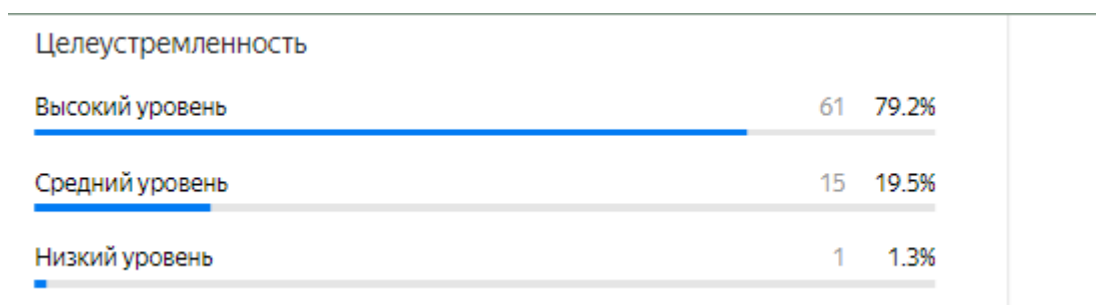 Целеустремленность
Высокий уровень 61 79.2%
Средний уровень 15 19.5%
Низкий уровень 1 1.3%